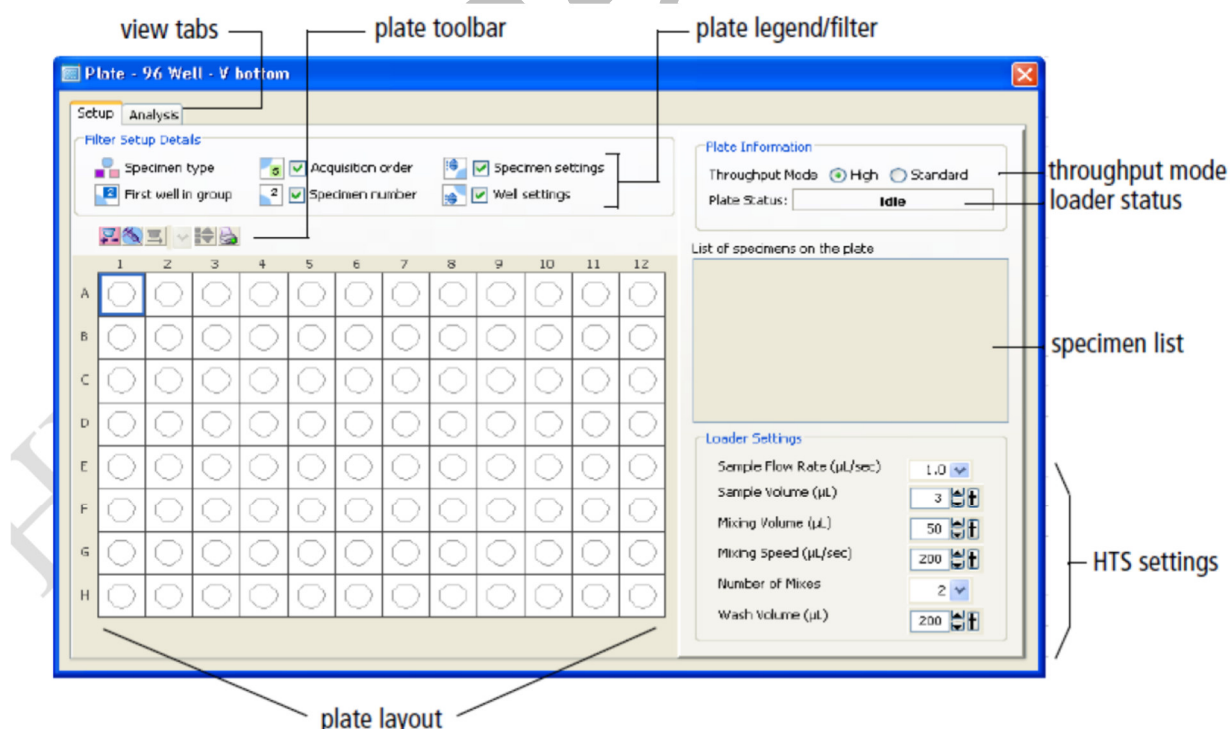 view tabs plate toolbar plate legend/filter
Plate - 96 Well - V bottom
Setup Analysis
Filter Setup Details
Specimen type 5 Acquisition order Specimen settings
First well in group 2 Specimen number Well settings
Plate Information
Throughput Mode High Standard
Plate Status: Idle
throughput mode
loader status
List of specimens on the plate
1 2 3 4 5 6 7 8 9 10 11 12
A
B
C
D
E
F
G
H
specimen list
Loader Settings
Sample Flow Rate (µL/sec) 1.0
Sample Volume (µL) 3
Mixing Volume (µL) 50
Mixing Speed (µL/sec) 200
Number of Mixes 2
Wash Volume (µL) 200
HTS settings
plate layout